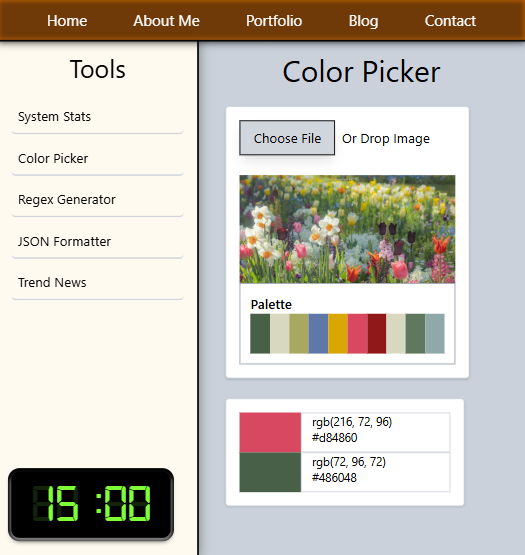 Home About Me Portfolio Blog Contact
Tools
System Stats
Color Picker
Regex Generator
JSON Formatter
Trend News
15:00
Color Picker
Choose File Or Drop Image
Palette
rgb(216, 72, 96)
#d84860
rgb(72, 96, 72)
#486048